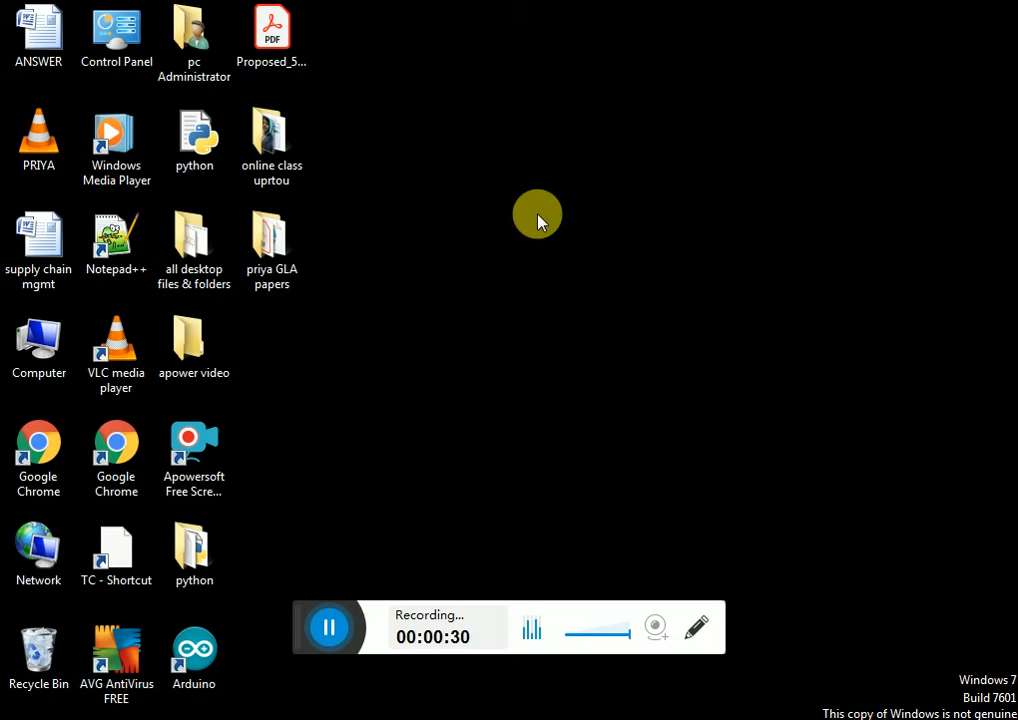 ANSWER
Control Panel
pc
Administrator
PDF
Proposed_5...
PRIYA
Windows
Media Player
python
online class
uprtou
supply chain
mgmt
Notepad++
all desktop
files & folders
priya GLA
papers
Computer
VLC media
player
apower video
Google
Chrome
Google
Chrome
Apowersoft
Free Scre...
Network
TC - Shortcut
python
Recycle Bin
AVG AntiVirus
FREE
Arduino
Recording...
00:00:30
Windows 7
Build 7601
This copy of Windows is not genuine